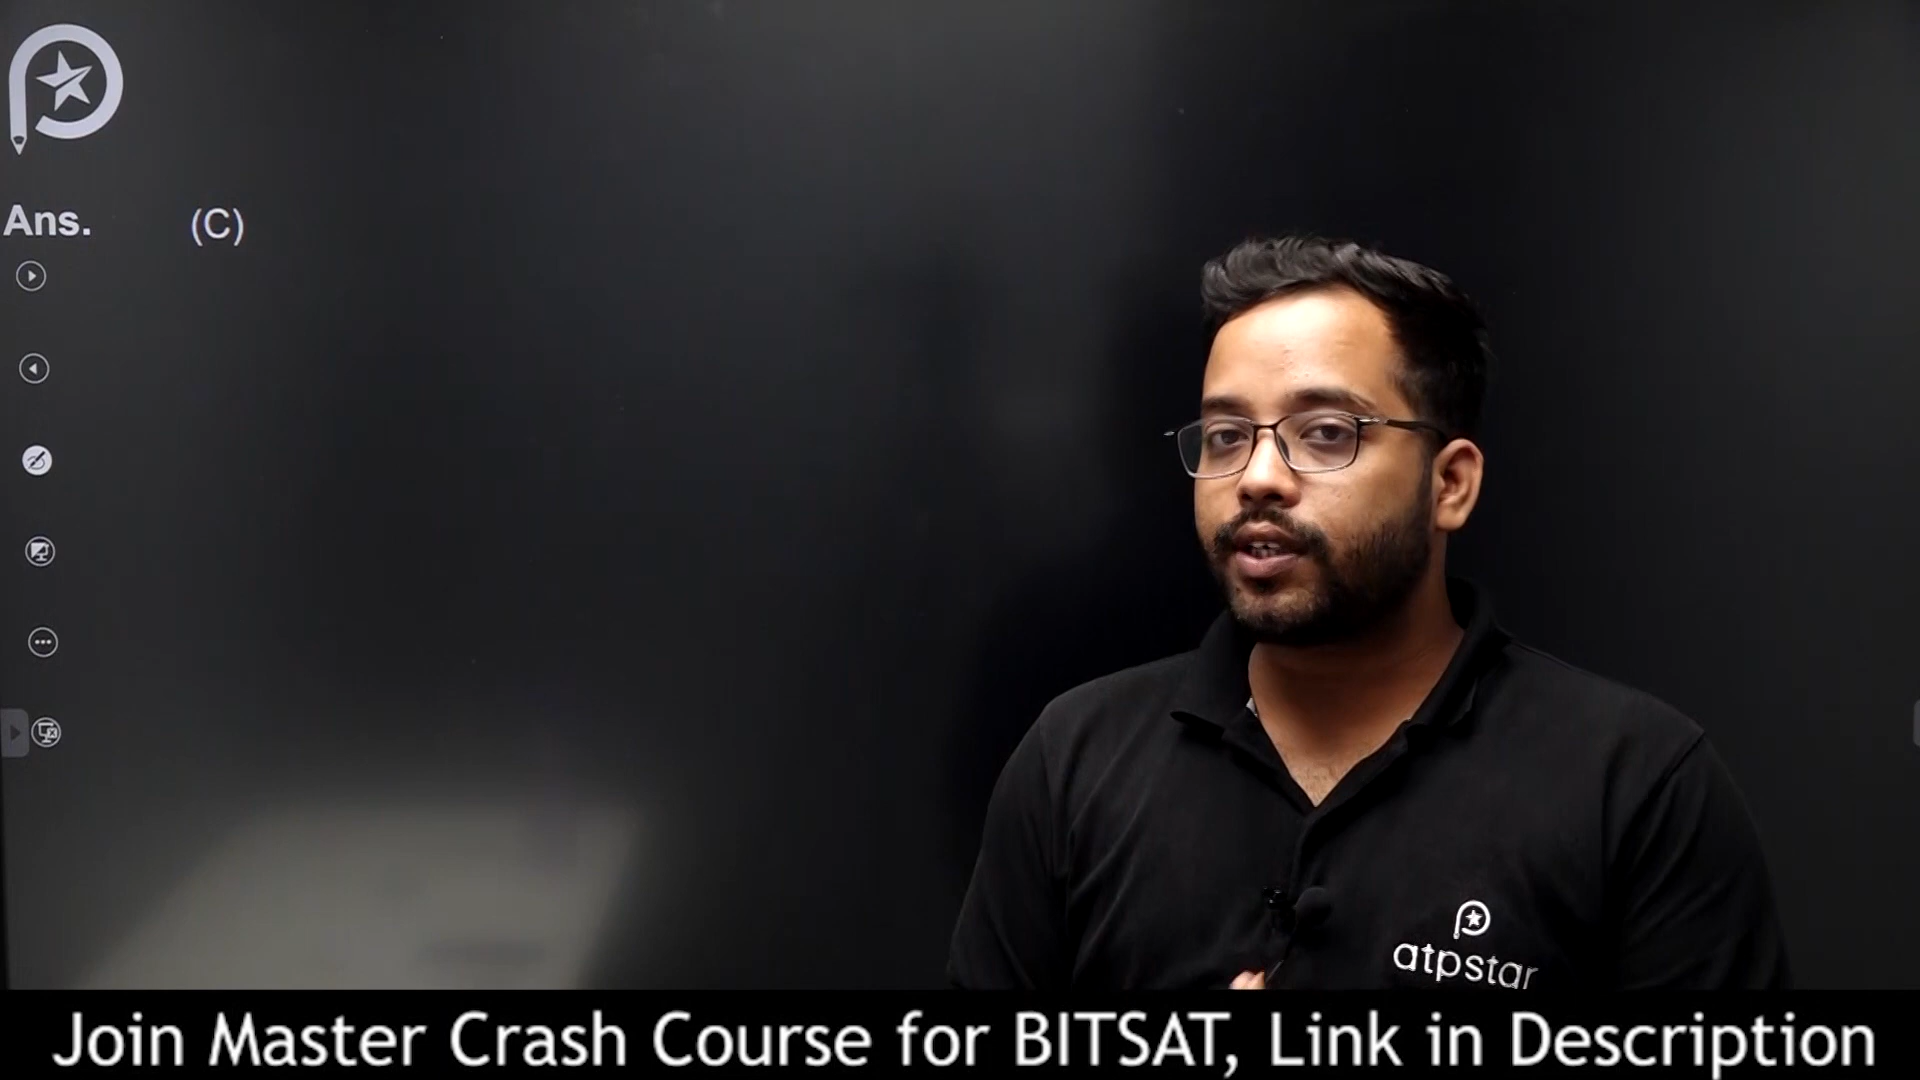 Ans. (C)
atpstar
Join Master Crash Course for BITSAT, Link in Description